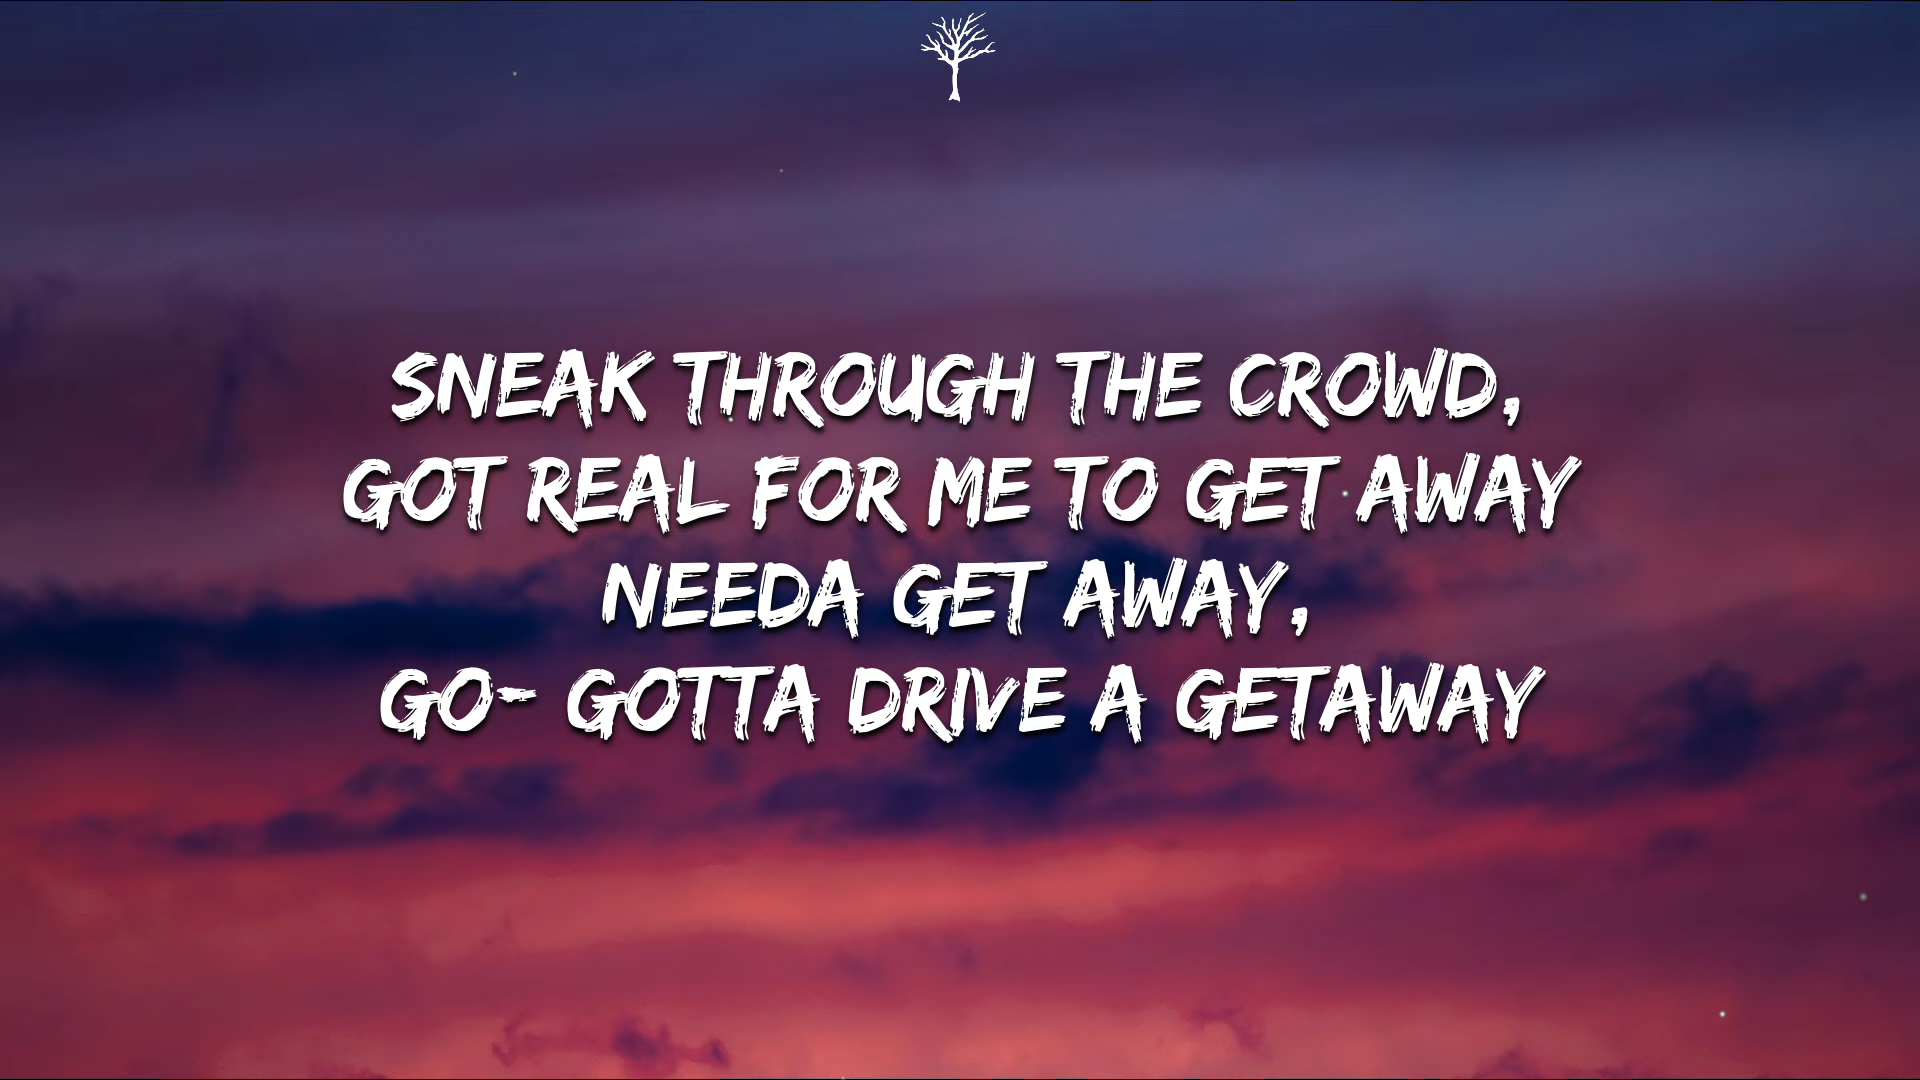 SNEAK THROUGH THE CROWD,
GOT REAL FOR ME TO GET AWAY
NEEDA GET AWAY,
GO- GOTTA DRIVE A GETAWAY